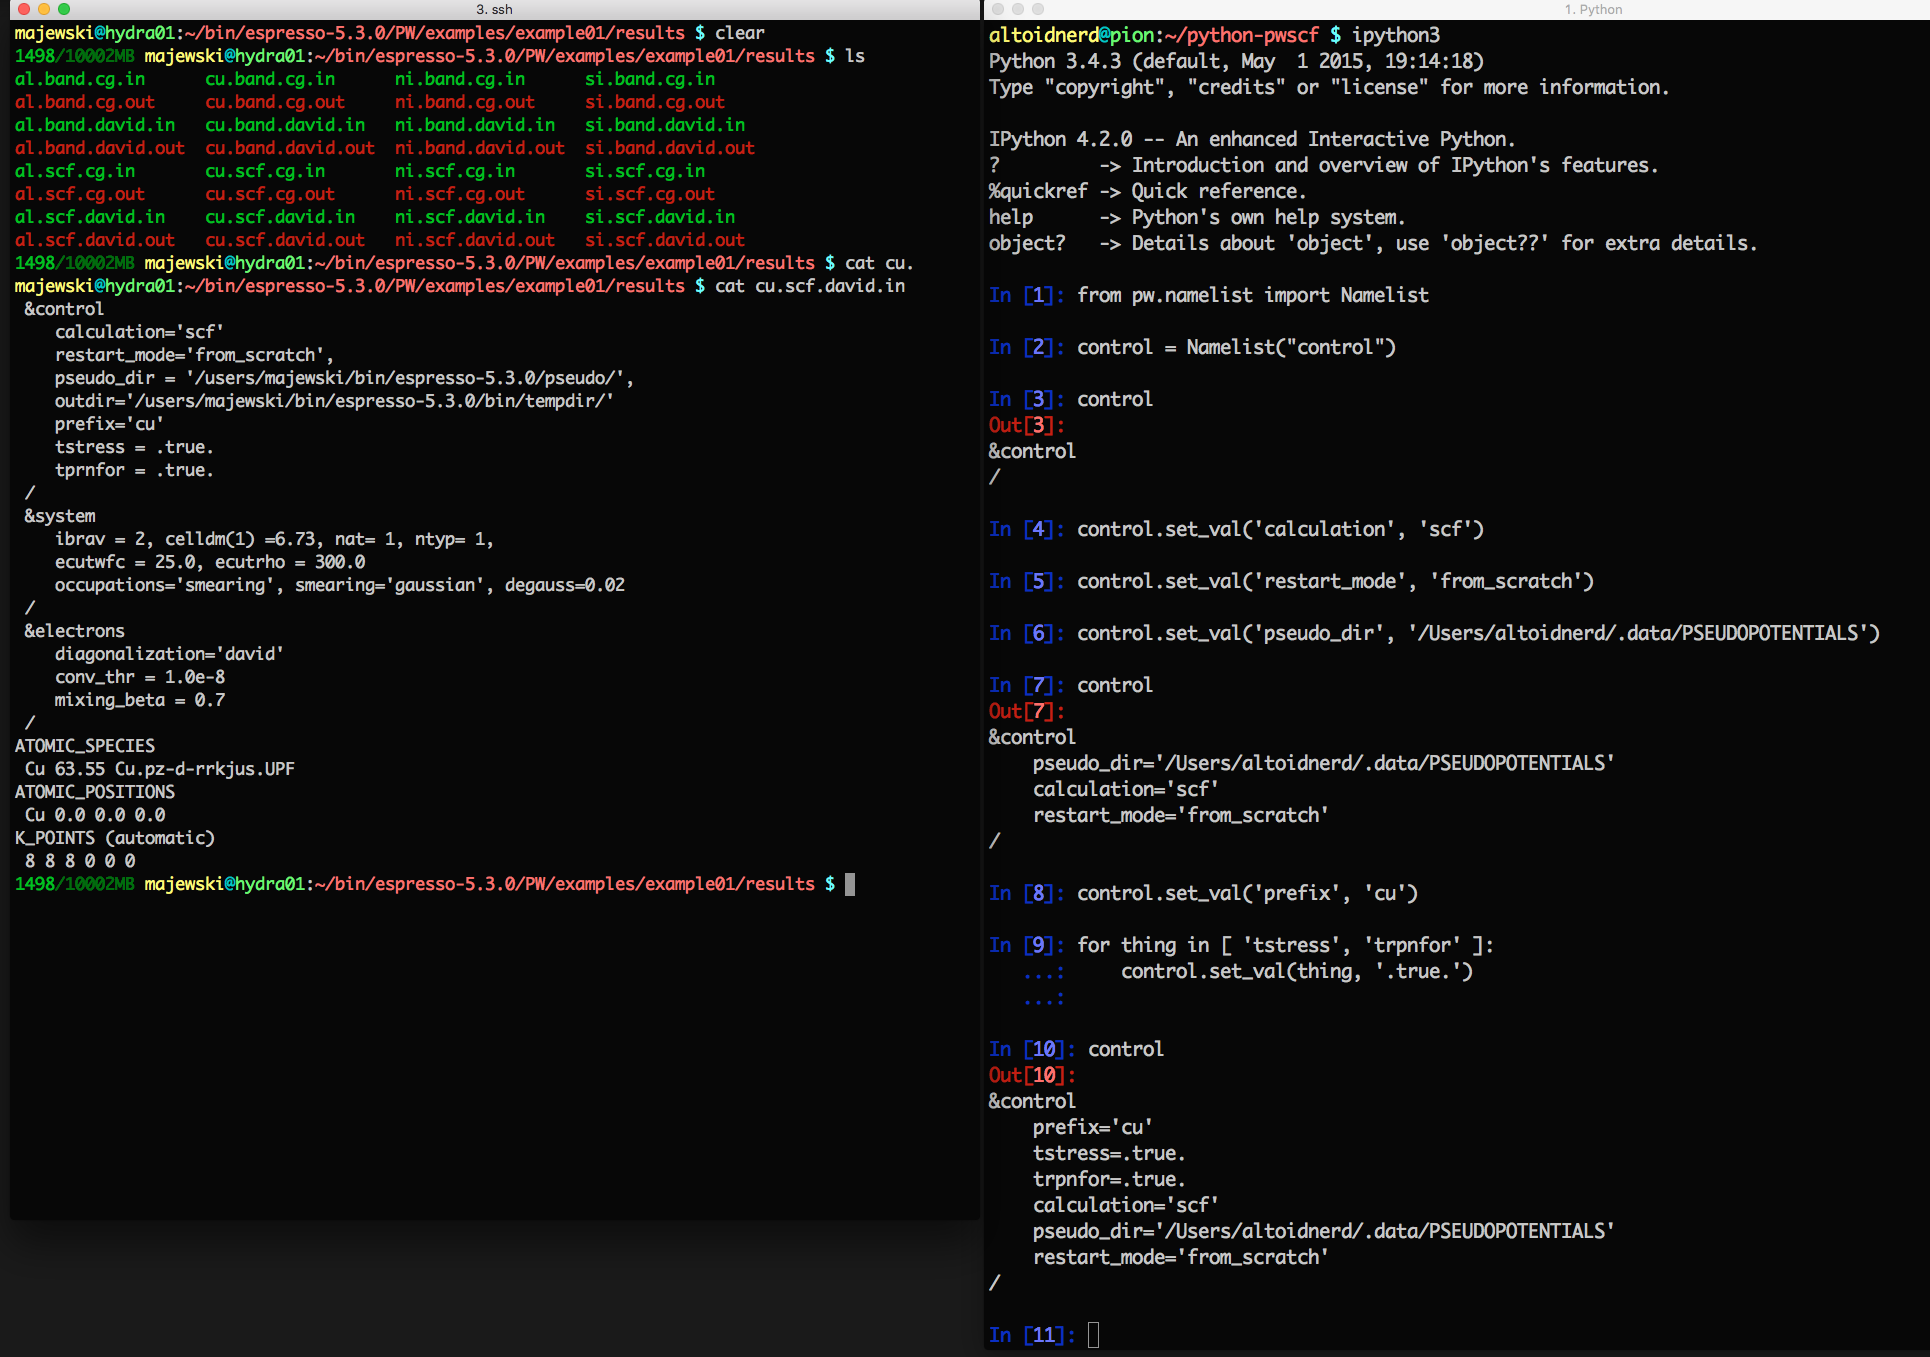 3. ssh
majewski@hydra01:~/bin/espresso-5.3.0/PW/examples/example01/results $ clear
1498/10002MB majewski@hydra01:~/bin/espresso-5.3.0/PW/examples/example01/results $ ls
al.band.cg.in cu.band.cg.in ni.band.cg.in si.band.cg.in
al.band.cg.out cu.band.cg.out ni.band.cg.out si.band.cg.out
al.band.david.in cu.band.david.in ni.band.david.in si.band.david.in
al.band.david.out cu.band.david.out ni.band.david.out si.band.david.out
al.scf.cg.in cu.scf.cg.in ni.scf.cg.in si.scf.cg.in
al.scf.cg.out cu.scf.cg.out ni.scf.cg.out si.scf.cg.out
al.scf.david.in cu.scf.david.in ni.scf.david.in si.scf.david.in
al.scf.david.out cu.scf.david.out ni.scf.david.out si.scf.david.out
1498/10002MB majewski@hydra01:~/bin/espresso-5.3.0/PW/examples/example01/results $ cat cu.
majewski@hydra01:~/bin/espresso-5.3.0/PW/examples/example01/results $ cat cu.scf.david.in
&control
calculation='scf'
restart_mode='from_scratch',
pseudo_dir = '/users/majewski/bin/espresso-5.3.0/pseudo/',
outdir='/users/majewski/bin/espresso-5.3.0/bin/tempdir/'
prefix='cu'
tstress = .true.
tprnfor = .true.
/
&system
ibrav = 2, celldm(1) =6.73, nat= 1, ntyp= 1,
ecutwfc = 25.0, ecutrho = 300.0
occupations='smearing', smearing='gaussian', degauss=0.02
/
&electrons
diagonalization='david'
conv_thr = 1.0e-8
mixing_beta = 0.7
/
ATOMIC_SPECIES
Cu 63.55 Cu.pz-d-rrkjus.UPF
ATOMIC_POSITIONS
Cu 0.0 0.0 0.0
K_POINTS (automatic)
8 8 8 0 0 0
1498/10002MB majewski@hydra01:~/bin/espresso-5.3.0/PW/examples/example01/results $
1. Python
altoidnerd@pion:~/python-pwscf $ ipython3
Python 3.4.3 (default, May  1 2015, 19:14:18)
Type "copyright", "credits" or "license" for more information.
IPython 4.2.0 -- An enhanced Interactive Python.
? -> Introduction and overview of IPython's features.
%quickref -> Quick reference.
help -> Python's own help system.
object? -> Details about 'object', use 'object??' for extra details.
In [1]: from pw.namelist import Namelist
In [2]: control = Namelist("control")
In [3]: control
Out[3]:
&control
/
In [4]: control.set_val('calculation', 'scf')
In [5]: control.set_val('restart_mode', 'from_scratch')
In [6]: control.set_val('pseudo_dir', '/Users/altoidnerd/.data/PSEUDOPOTENTIALS')
In [7]: control
Out[7]:
&control
pseudo_dir='/Users/altoidnerd/.data/PSEUDOPOTENTIALS'
calculation='scf'
restart_mode='from_scratch'
/
In [8]: control.set_val('prefix', 'cu')
In [9]: for thing in [ 'tstress', 'trpnfor' ]:
...: control.set_val(thing, '.true.')
...:
In [10]: control
Out[10]:
&control
prefix='cu'
tstress=.true.
trpnfor=.true.
calculation='scf'
pseudo_dir='/Users/altoidnerd/.data/PSEUDOPOTENTIALS'
restart_mode='from_scratch'
/
In [11]: